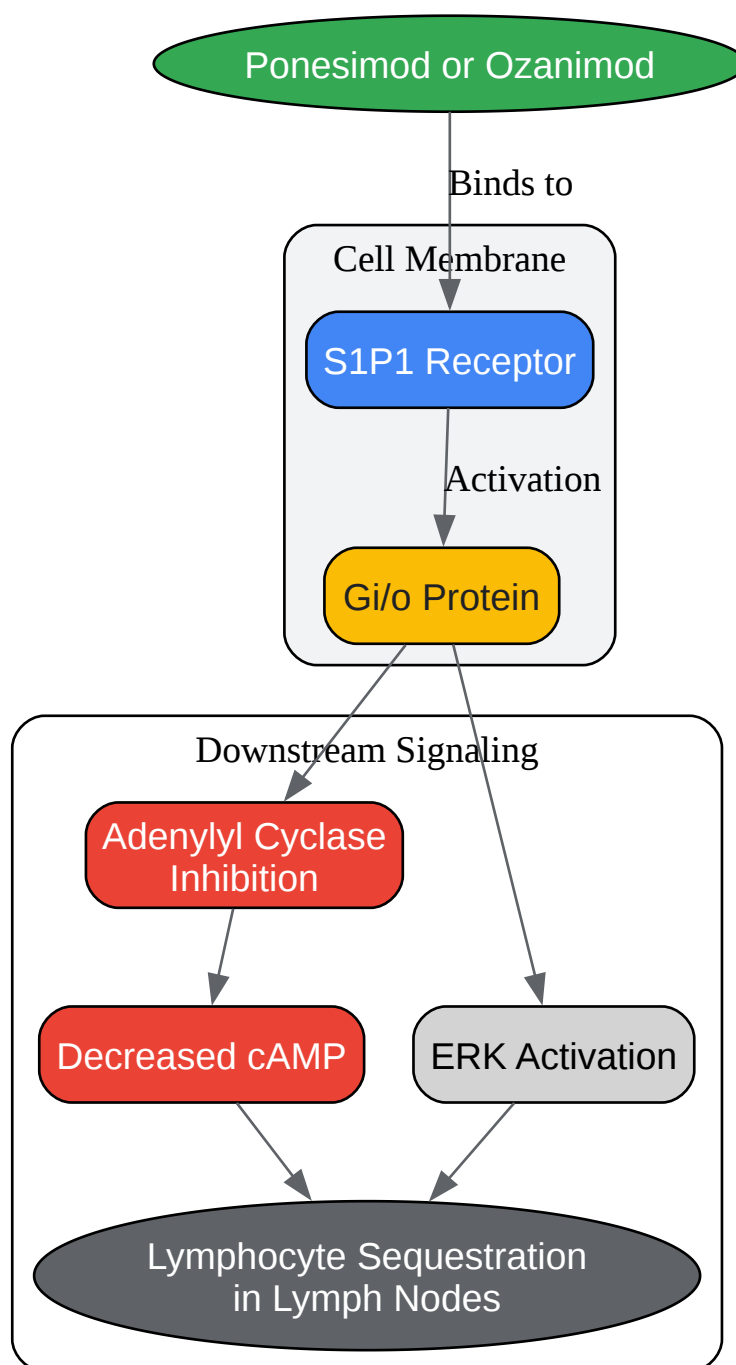 Ponesimod or Ozanimod
Binds to
Cell Membrane
S1P1 Receptor
Activation
Gi/o Protein
Downstream Signaling
Adenylyl Cyclase
Inhibition
Decreased cAMP
ERK Activation
Lymphocyte Sequestration
in Lymph Nodes